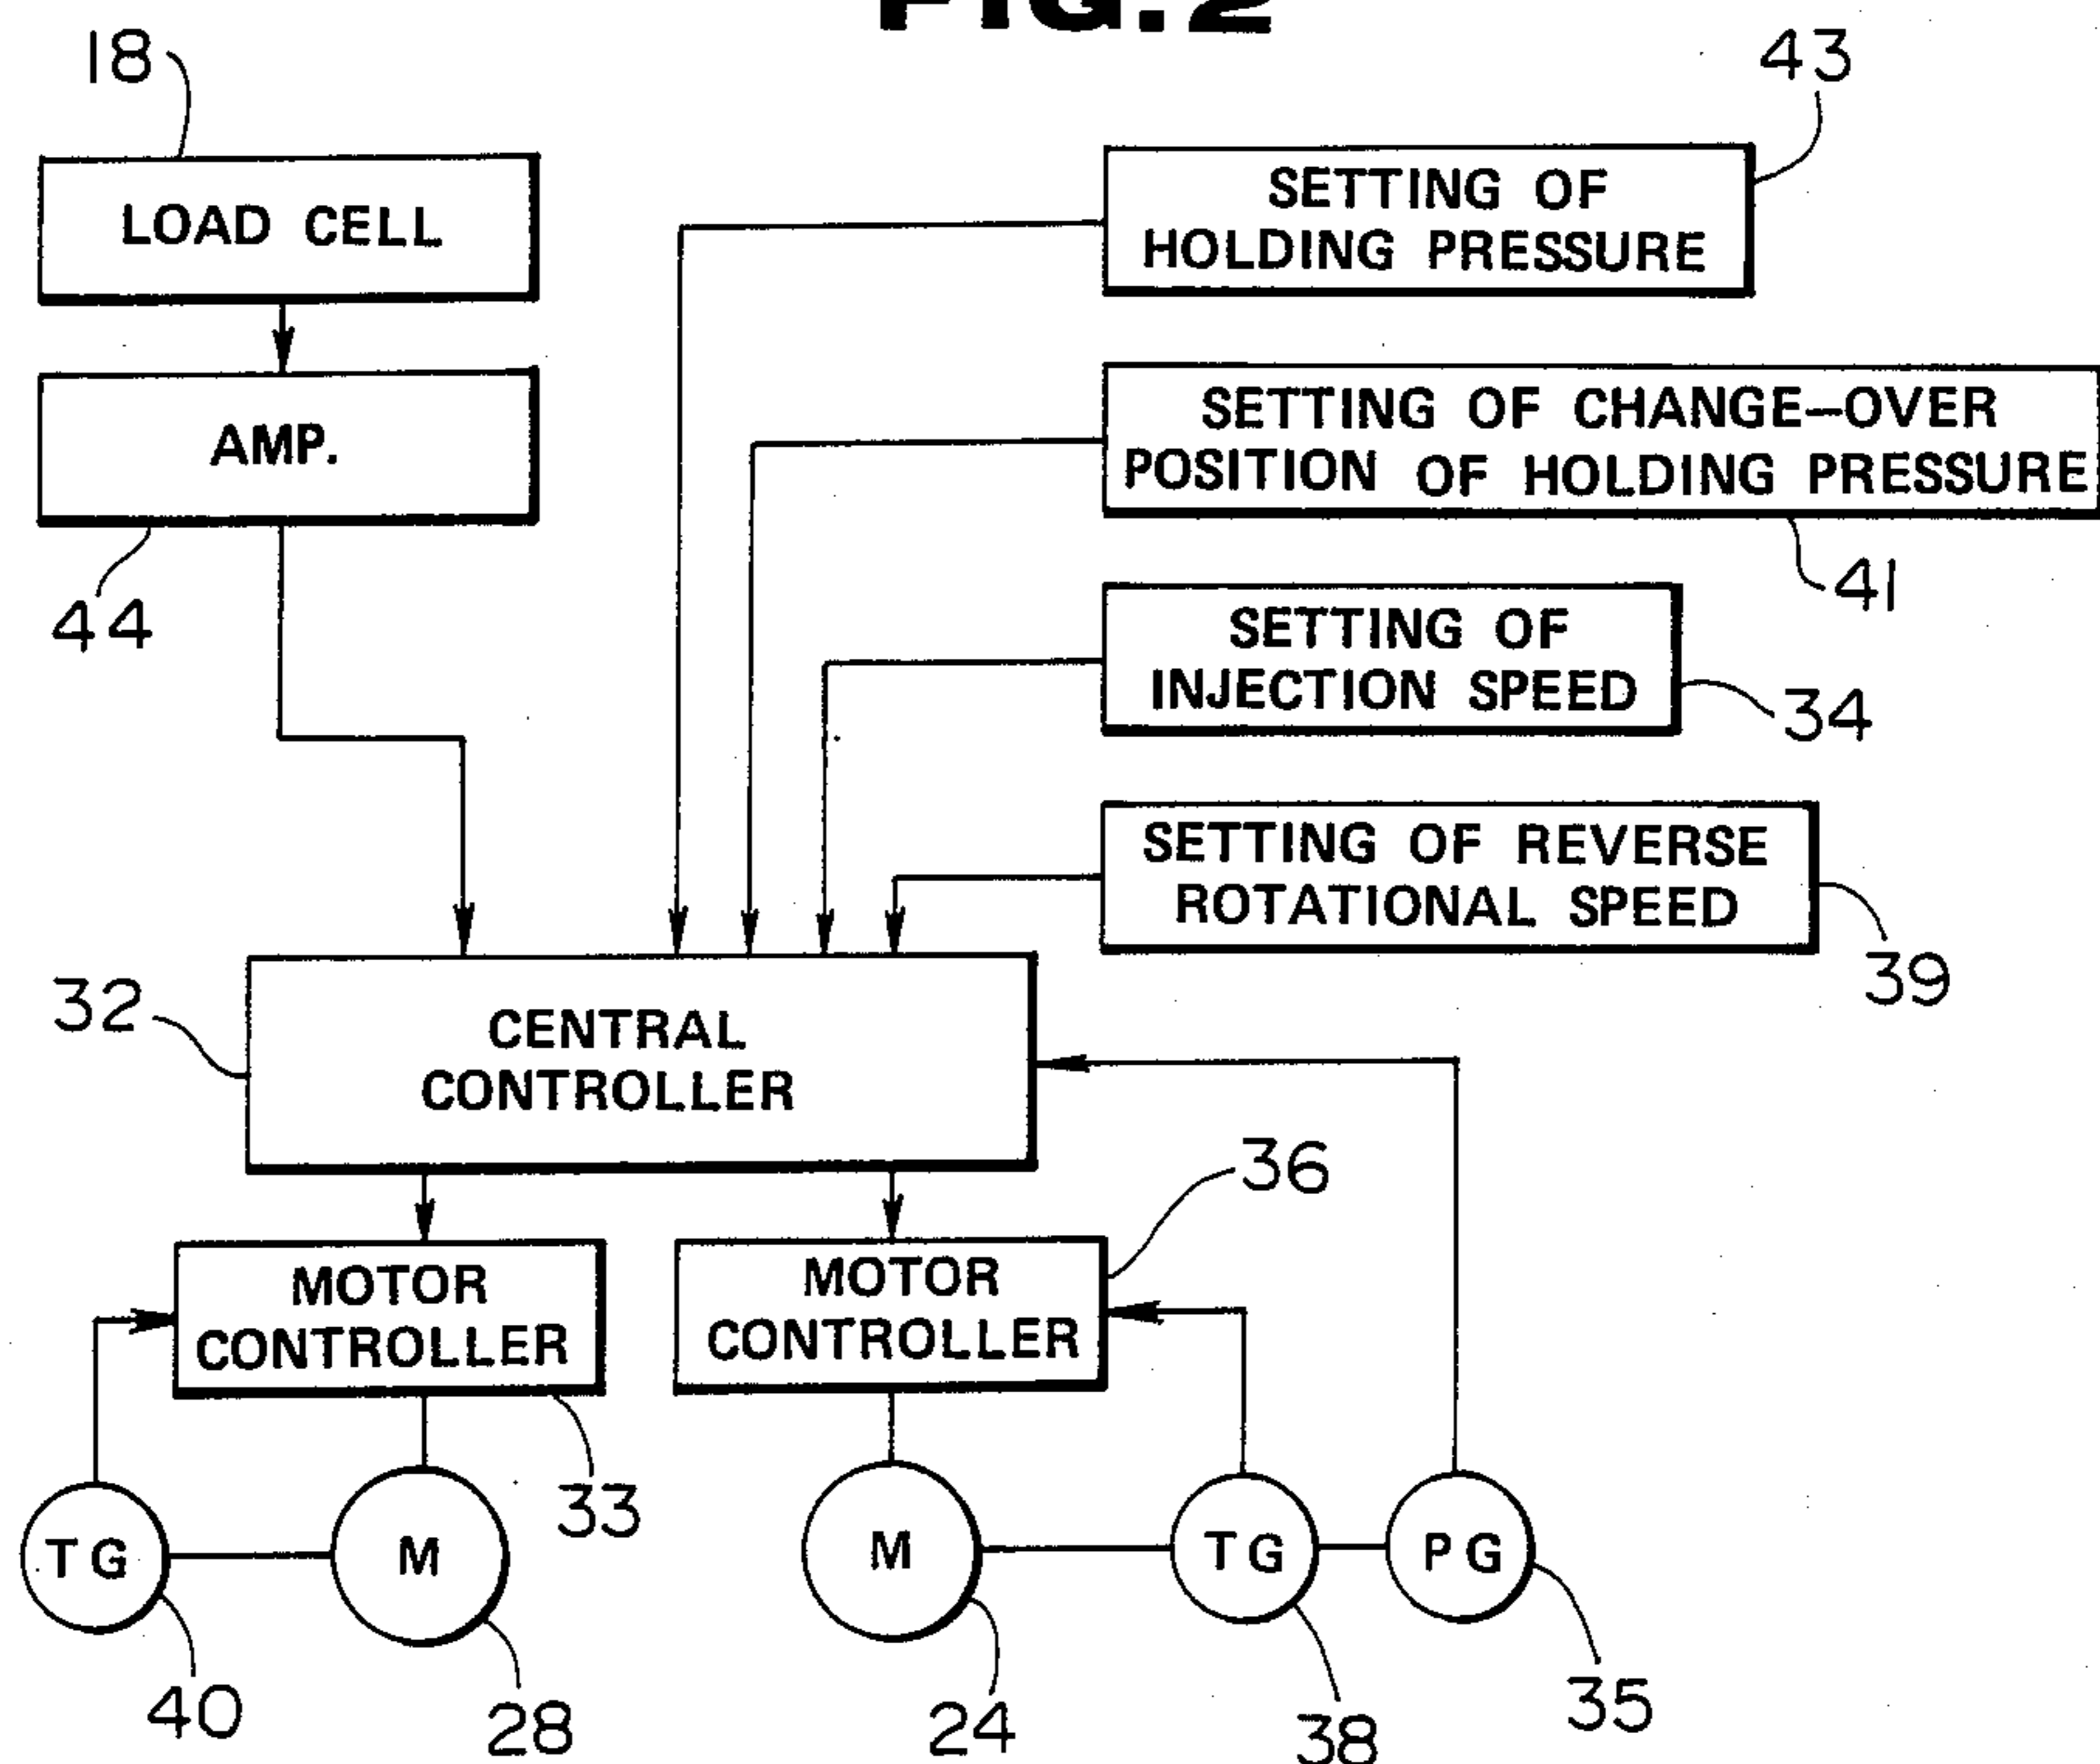 FIG.2
18
43
LOAD CELL
SETTING OF
HOLDING PRESSURE
AMP.
SETTING OF CHANGE-OVER
POSITION OF HOLDING PRESSURE
44
41
SETTING OF
INJECTION SPEED
34
SETTING OF REVERSE
ROTATIONAL SPEED
39
32
CENTRAL
CONTROLLER
36
MOTOR
CONTROLLER
MOTOR
CONTROLLER
33
TG
M
M
TG
PG
40
28
24
38
35